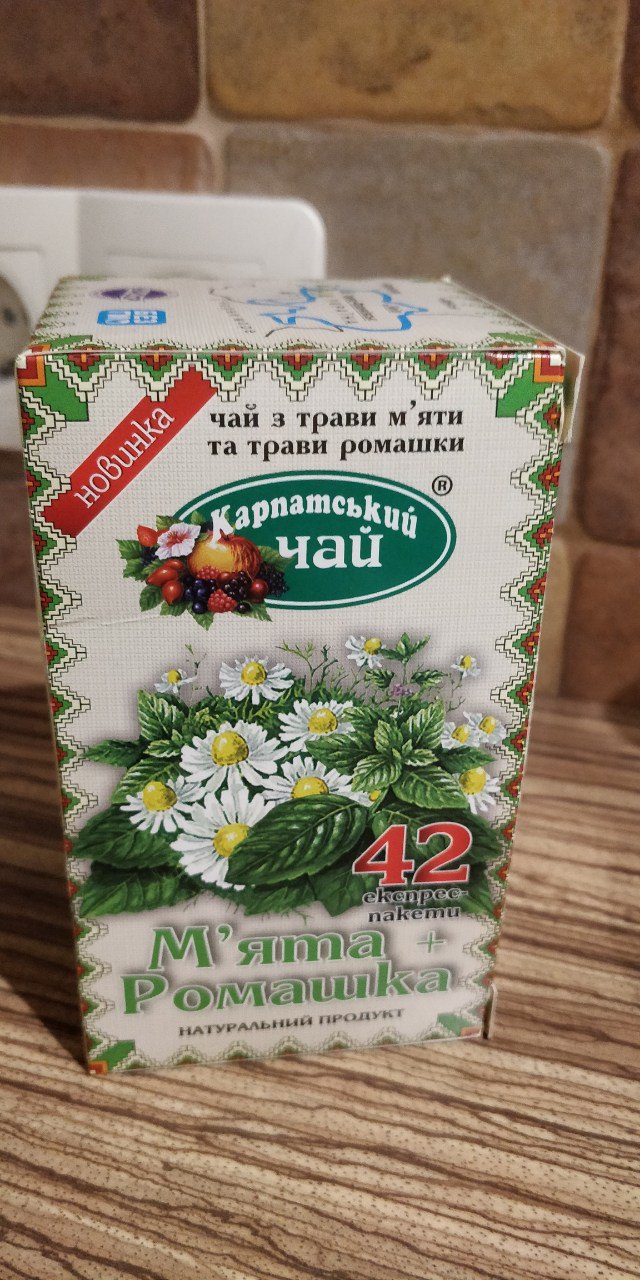 новинка
чай з трави м'яти
та трави ромашки
®
Карпатський
чай
42
експрес-
пакети
М'ята +
Ромашка
НАТУРАЛЬНИЙ ПРОДУКТ